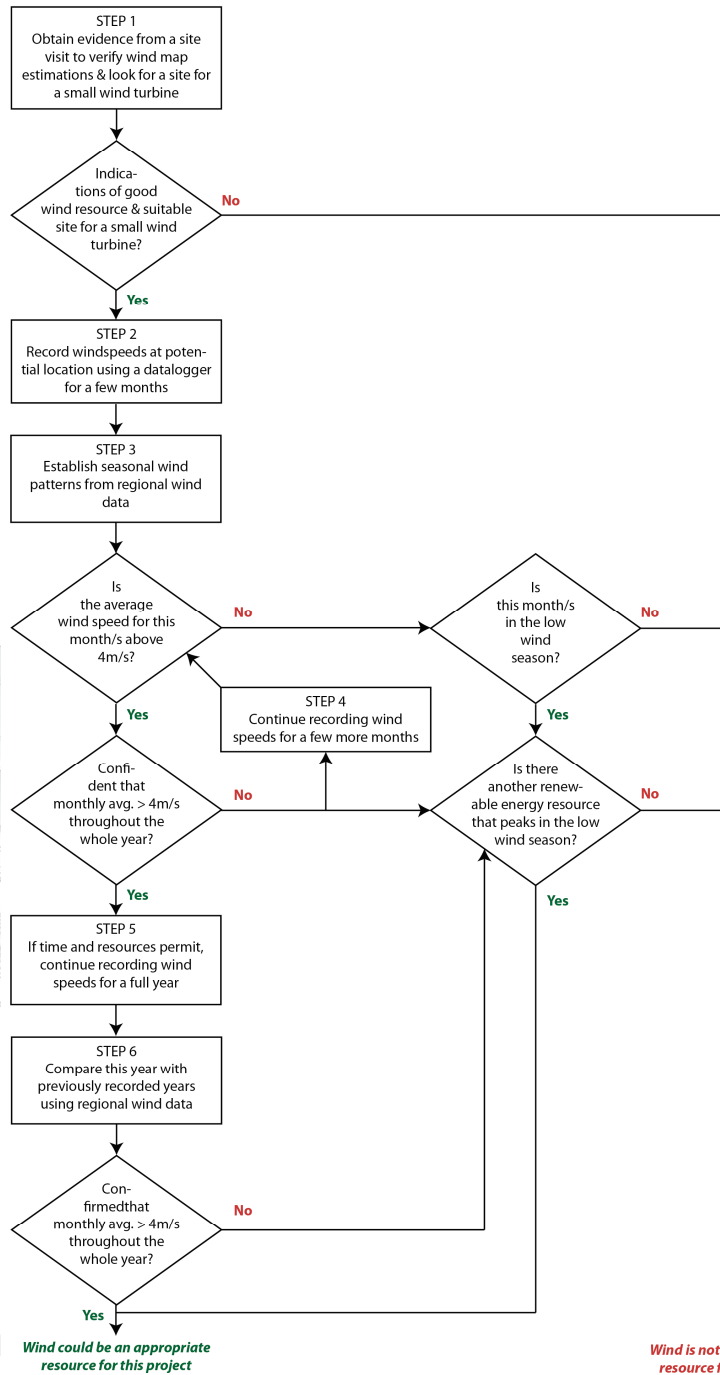 STEP 1
Obtain evidence from a site
visit to verify wind map
estimations & look for a site for
a small wind turbine
Indica-
tions of good
wind resource & suitable
site for a small wind
turbine?
No
Yes
STEP 2
Record windspeeds at poten-
tial location using a datalogger
for a few months
STEP 3
Establish seasonal wind
patterns from regional wind
data
Is
the average
wind speed for this
month/s above
4m/s?
No
Is
this month/s
in the low
wind
season?
No
Yes
STEP 4
Continue recording wind
speeds for a few more months
Yes
Confi-
dent that
monthly avg. > 4m/s
throughout the
whole year?
No
Is there
another renew-
able energy resource
that peaks in the low
wind season?
No
Yes
Yes
STEP 5
If time and resources permit,
continue recording wind
speeds for a full year
STEP 6
Compare this year with
previously recorded years
using regional wind data
Con-
firmedthat
monthly avg. > 4m/s
throughout the
whole year?
No
Yes
Wind could be an appropriate
resource for this project
Wind is not
resource f